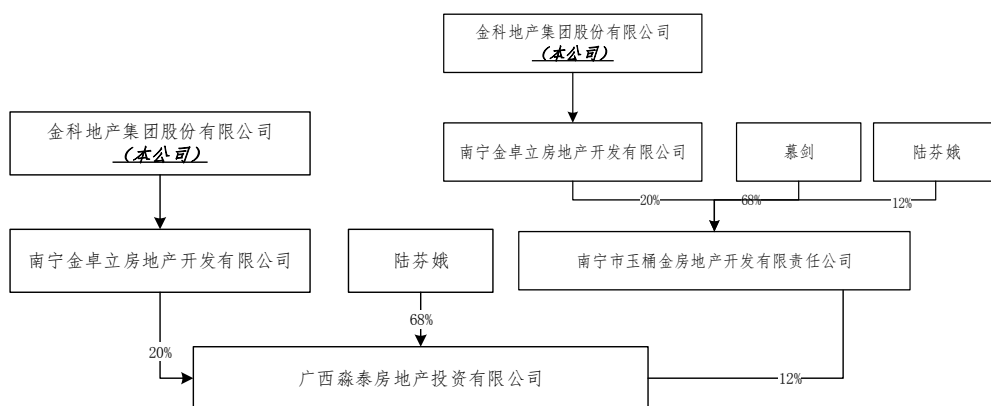 金科地产集团股份有限公司
（本公司）
金科地产集团股份有限公司
（本公司）
南宁金卓立房地产开发有限公司
慕剑
陆芬娥
20%
68%
12%
南宁金卓立房地产开发有限公司
陆芬娥
南宁市玉桶金房地产开发有限责任公司
68%
20%
广西淼泰房地产投资有限公司
12%